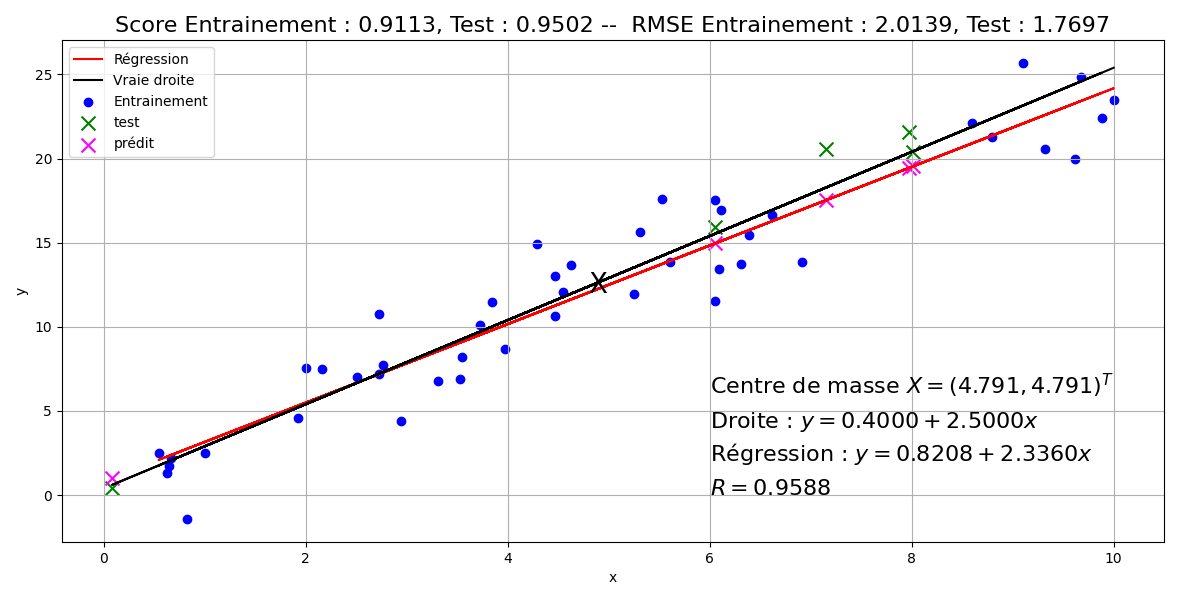 Score Entrainement : 0.9113, Test : 0.9502 --  RMSE Entrainement : 2.0139, Test : 1.7697
Régression
Vraie droite
Entrainement
test
prédit
25
20
15
10
5
0
y
Centre de masse X = (4.791, 4.791)^T
Droite : y = 0.4000 + 2.5000x
Régression : y = 0.8208 + 2.3360x
R = 0.9588
0 2 4 6 8 10
x